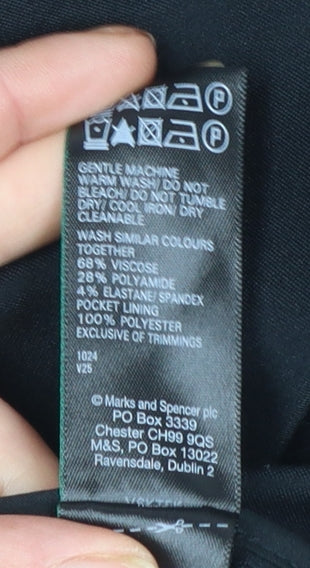 P
P
GENTLE MACHINE
WARM WASH/ DO NOT
BLEACH/ DO NOT TUMBLE
DRY/ COOL IRON/ DRY
CLEANABLE
WASH SIMILAR COLOURS
TOGETHER
68% VISCOSE
28% POLYAMIDE
4% ELASTANE/ SPANDEX
POCKET LINING
100% POLYESTER
EXCLUSIVE OF TRIMMINGS
1024
V25
© Marks and Spencer plc
PO Box 3339
Chester CH99 9QS
M&S, PO Box 13022
Ravensdale, Dublin 2